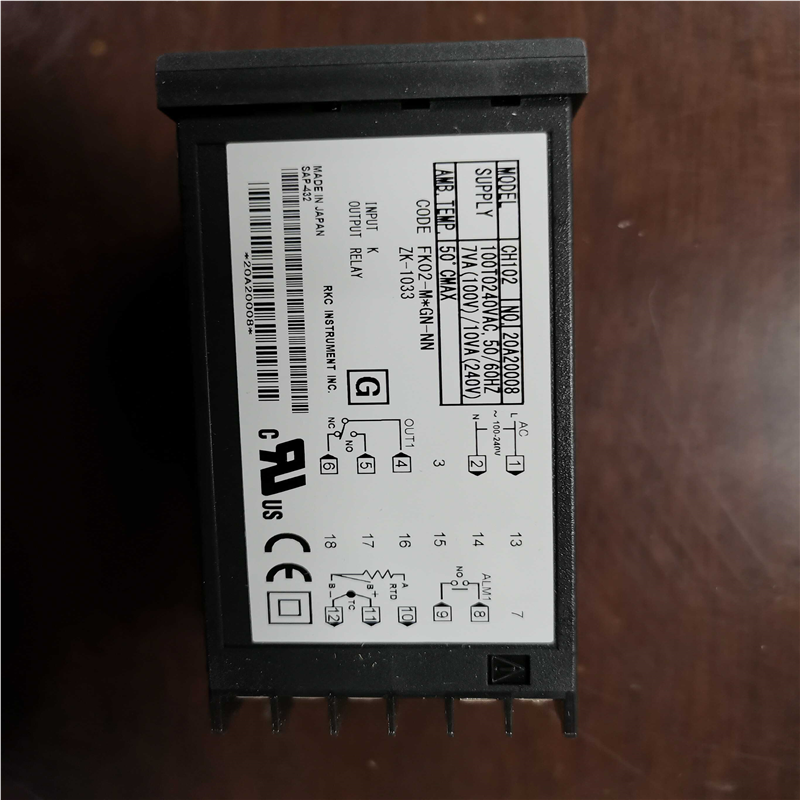 MODEL CH102 NO. 20A20008
SUPPLY 100TO240VAC, 50/60HZ
7VA(100V)/10VA(240V)
AMB. TEMP. 50°CMAX
CODE FK02-M*GN-NN
ZK-1033
INPUT K
OUTPUT RELAY
RKC INSTRUMENT INC.
MADE IN JAPAN
SAP-432
*20A20008*
G
C UR US
CE
AC
L
~ 100-240V
N
1
2
3
OUT1
4
NO
5
NC
6
13
14
15
16
17
18
7
ALM1
8
NO
9
A
RTD
10
B +
11
TC
B -
12